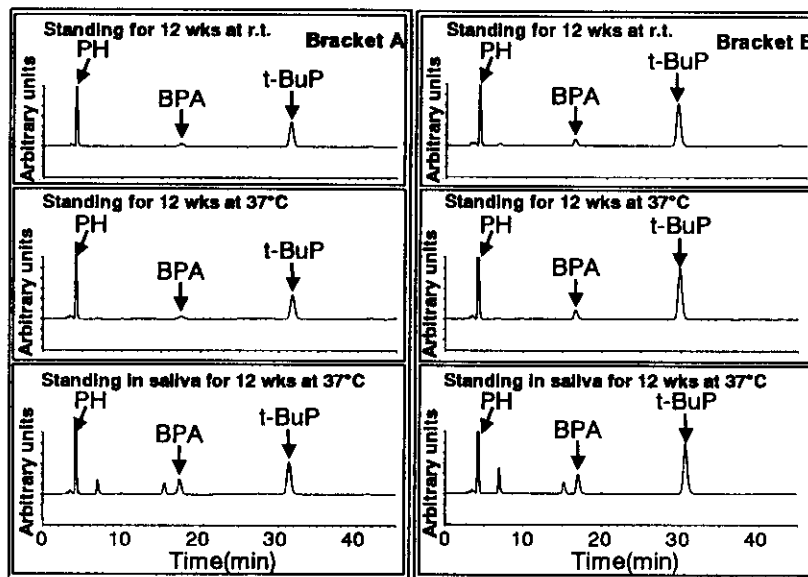 Standing for 12 wks at r.t.
Bracket A
PH
BPA
t-BuP
Arbitrary units
Standing for 12 wks at 37°C
PH
BPA
t-BuP
Arbitrary units
Standing in saliva for 12 wks at 37°C
PH
BPA
t-BuP
Arbitrary units
0 10 20 30 40
Time(min)
Standing for 12 wks at r.t.
Bracket
PH
BPA
t-BuP
Arbitrary units
Standing for 12 wks at 37°C
PH
BPA
t-BuP
Arbitrary units
Standing in saliva for 12 wks at 37°C
PH
BPA
t-BuP
Arbitrary units
0 10 20 30 40
Time(min)